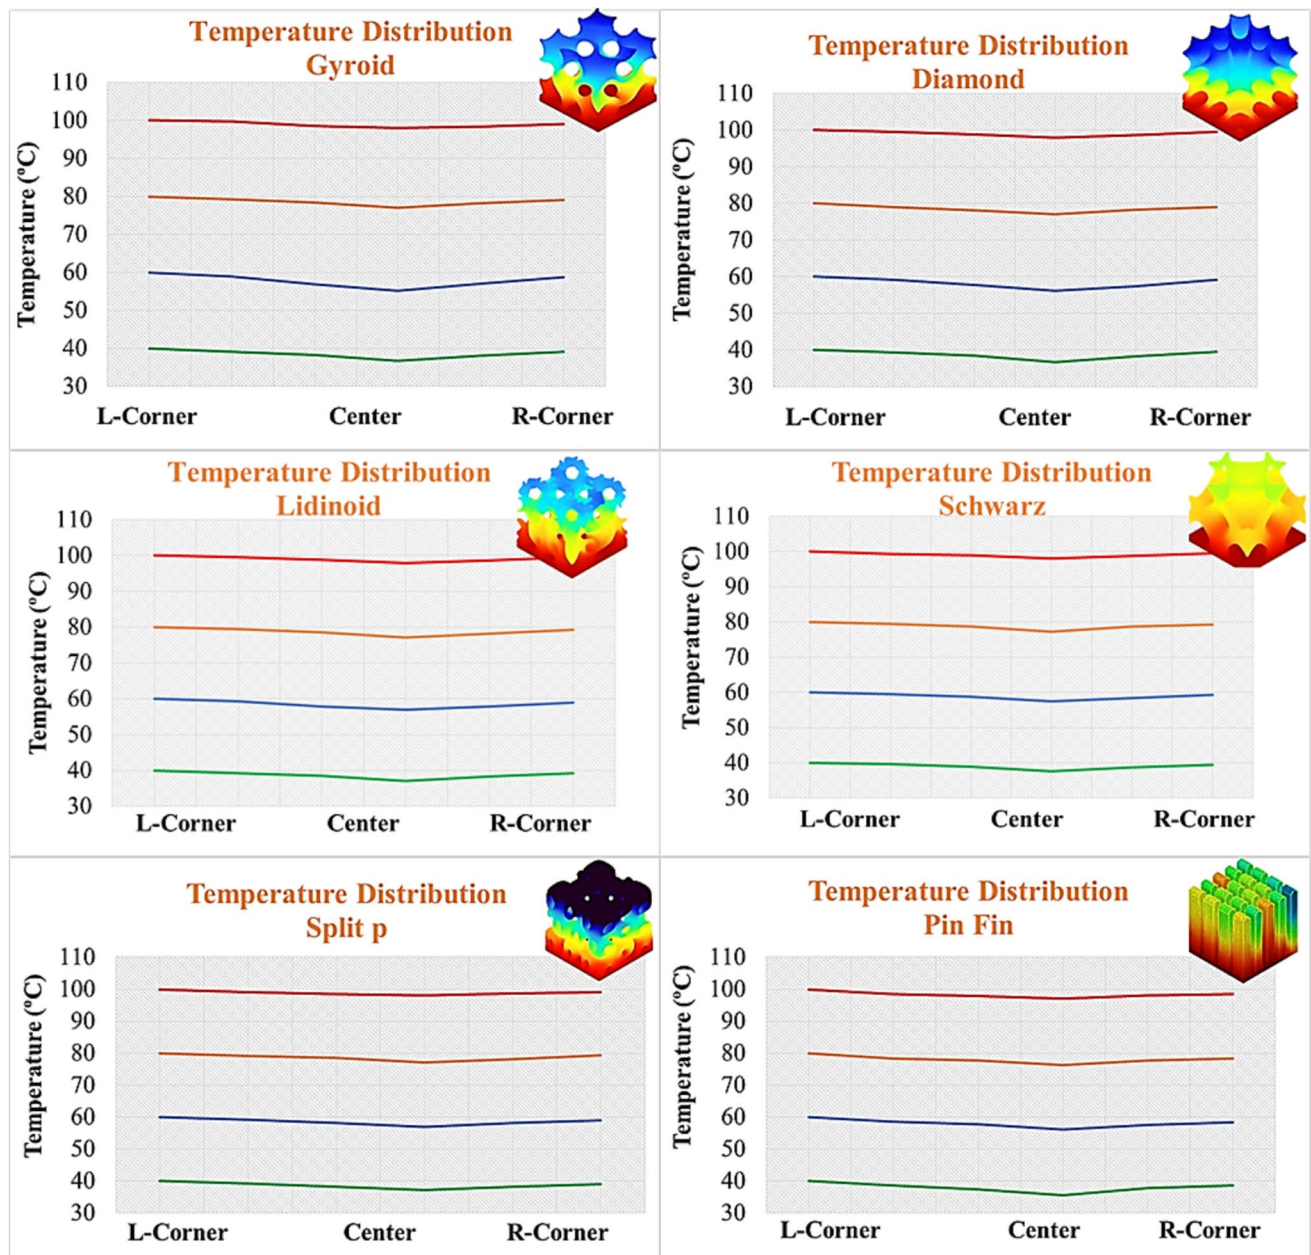 Temperature Distribution
Gyroid
Temperature (ºC)
110
100
90
80
70
60
50
40
30
L-Corner Center R-Corner
Temperature Distribution
Diamond
Temperature (ºC)
110
100
90
80
70
60
50
40
30
L-Corner Center R-Corner
Temperature Distribution
Lidinoid
Temperature (ºC)
110
100
90
80
70
60
50
40
30
L-Corner Center R-Corner
Temperature Distribution
Schwarz
Temperature (ºC)
110
100
90
80
70
60
50
40
30
L-Corner Center R-Corner
Temperature Distribution
Split p
Temperature (ºC)
110
100
90
80
70
60
50
40
30
L-Corner Center R-Corner
Temperature Distribution
Pin Fin
Temperature (ºC)
110
100
90
80
70
60
50
40
30
L-Corner Center R-Corner